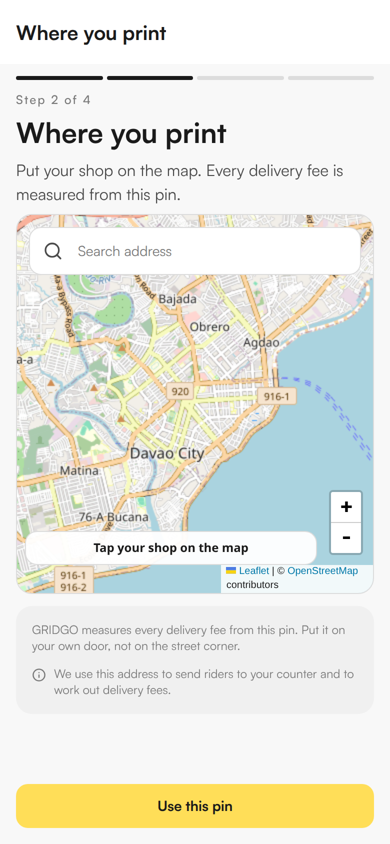 Where you print
Step 2 of 4
Where you print
Put your shop on the map. Every delivery fee is
measured from this pin.
Search address
Bajada
Obrero
Agdao
a-a
920
916-1
Davao City
Matina
76-A Bucana
+
-
Tap your shop on the map
916-1
916-2
Leaflet | © OpenStreetMap
contributors
GRIDGO measures every delivery fee from this pin. Put it on
your own door, not on the street corner.
We use this address to send riders to your counter and to
work out delivery fees.
Use this pin